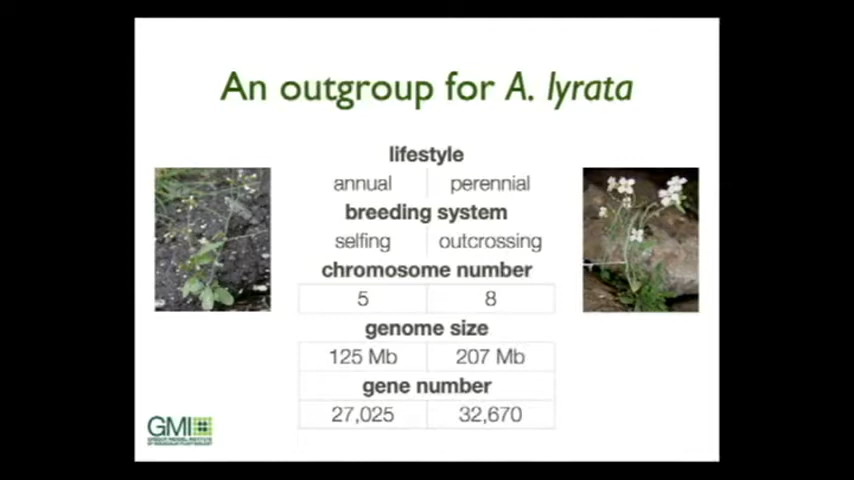 An outgroup for A. lyrata
lifestyle
annual perennial
breeding system
selfing outcrossing
chromosome number
5 8
genome size
125 Mb 207 Mb
gene number
27,025 32,670
GMI